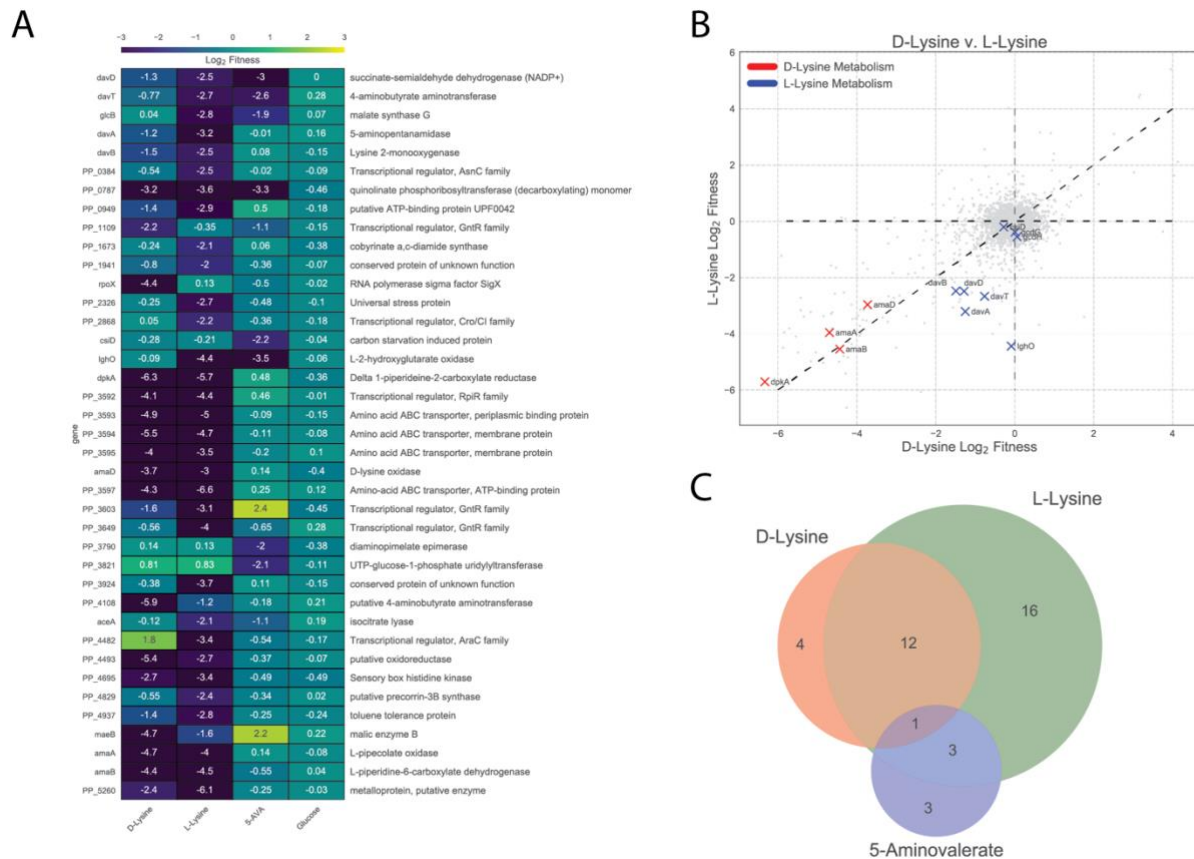 A
-3 -2 -1 0 1 2 3
Log2 Fitness
davD -1.3 -2.5 -3 0 succinate-semialdehyde dehydrogenase (NADP+)
davT -0.77 -2.7 -2.6 0.28 4-aminobutyrate aminotransferase
glcB 0.04 -2.8 -1.9 0.07 malate synthase G
davA -1.2 -3.2 -0.01 0.16 5-aminopentanamidase
davB -1.5 -2.5 0.08 -0.15 Lysine 2-monooxygenase
PP_0384 -0.54 -2.5 -0.02 -0.09 Transcriptional regulator, AsnC family
PP_0787 -3.2 -3.6 -3.3 -0.46 quinolinate phosphoribosyltransferase (decarboxylating) monomer
PP_0949 -1.4 -2.9 0.5 -0.18 putative ATP-binding protein UPF0042
PP_1109 -2.2 -0.35 -1.1 -0.15 Transcriptional regulator, GntR family
PP_1673 -0.24 -2.1 0.06 -0.38 cobyrinate a,c-diamide synthase
PP_1941 -0.8 -2 -0.36 -0.07 conserved protein of unknown function
rpoX -4.4 0.13 -0.5 -0.02 RNA polymerase sigma factor SigX
PP_2326 -0.25 -2.7 -0.48 -0.1 Universal stress protein
PP_2868 0.05 -2.2 -0.36 -0.18 Transcriptional regulator, Cro/CI family
csiD -0.28 -0.21 -2.2 -0.04 carbon starvation induced protein
lghO -0.09 -4.4 -3.5 -0.06 L-2-hydroxyglutarate oxidase
dpkA -6.3 -5.7 0.48 -0.36 Delta 1-piperideine-2-carboxylate reductase
PP_3592 -4.1 -4.4 0.46 -0.01 Transcriptional regulator, RpiR family
PP_3593 -4.9 -5 -0.09 -0.15 Amino acid ABC transporter, periplasmic binding protein
PP_3594 -5.5 -4.7 -0.11 -0.08 Amino acid ABC transporter, membrane protein
gene
PP_3595 -4 -3.5 -0.2 0.1 Amino acid ABC transporter, membrane protein
amaD -3.7 -3 0.14 -0.4 D-lysine oxidase
PP_3597 -4.3 -6.6 0.25 0.12 Amino-acid ABC transporter, ATP-binding protein
PP_3603 -1.6 -3.1 2.4 -0.45 Transcriptional regulator, GntR family
PP_3649 -0.56 -4 -0.65 0.28 Transcriptional regulator, GntR family
PP_3790 0.14 0.13 -2 -0.38 diaminopimelate epimerase
PP_3821 0.81 0.83 -2.1 -0.11 UTP-glucose-1-phosphate uridylyltransferase
PP_3924 -0.38 -3.7 0.11 -0.15 conserved protein of unknown function
PP_4108 -5.9 -1.2 -0.18 0.21 putative 4-aminobutyrate aminotransferase
aceA -0.12 -2.1 -1.1 0.19 isocitrate lyase
PP_4482 1.8 -3.4 -0.54 -0.17 Transcriptional regulator, AraC family
PP_4493 -5.4 -2.7 -0.37 -0.07 putative oxidoreductase
PP_4695 -2.7 -3.4 -0.49 -0.49 Sensory box histidine kinase
PP_4829 -0.55 -2.4 -0.34 0.02 putative precorrin-3B synthase
PP_4937 -1.4 -2.8 -0.25 -0.24 toluene tolerance protein
maeB -4.7 -1.6 2.2 0.22 malic enzyme B
amaA -4.7 -4 0.14 -0.08 L-pipecolate oxidase
amaB -4.4 -4.5 -0.55 0.04 L-piperidine-6-carboxylate dehydrogenase
PP_5260 -2.4 -6.1 -0.25 -0.03 metalloprotein, putative enzyme
D-Lysine L-Lysine 5-AVA Glucose
B
D-Lysine v. L-Lysine
D-Lysine Metabolism
L-Lysine Metabolism
6
4
2
0
-2
-4
-6
L-Lysine Log2 Fitness
davB davD
davT
amaD
davA
amaA
amaB
lghO
dpkA
-6 -4 -2 0 2 4
D-Lysine Log2 Fitness
C
L-Lysine
D-Lysine
16
4
12
1
3
3
5-Aminovalerate